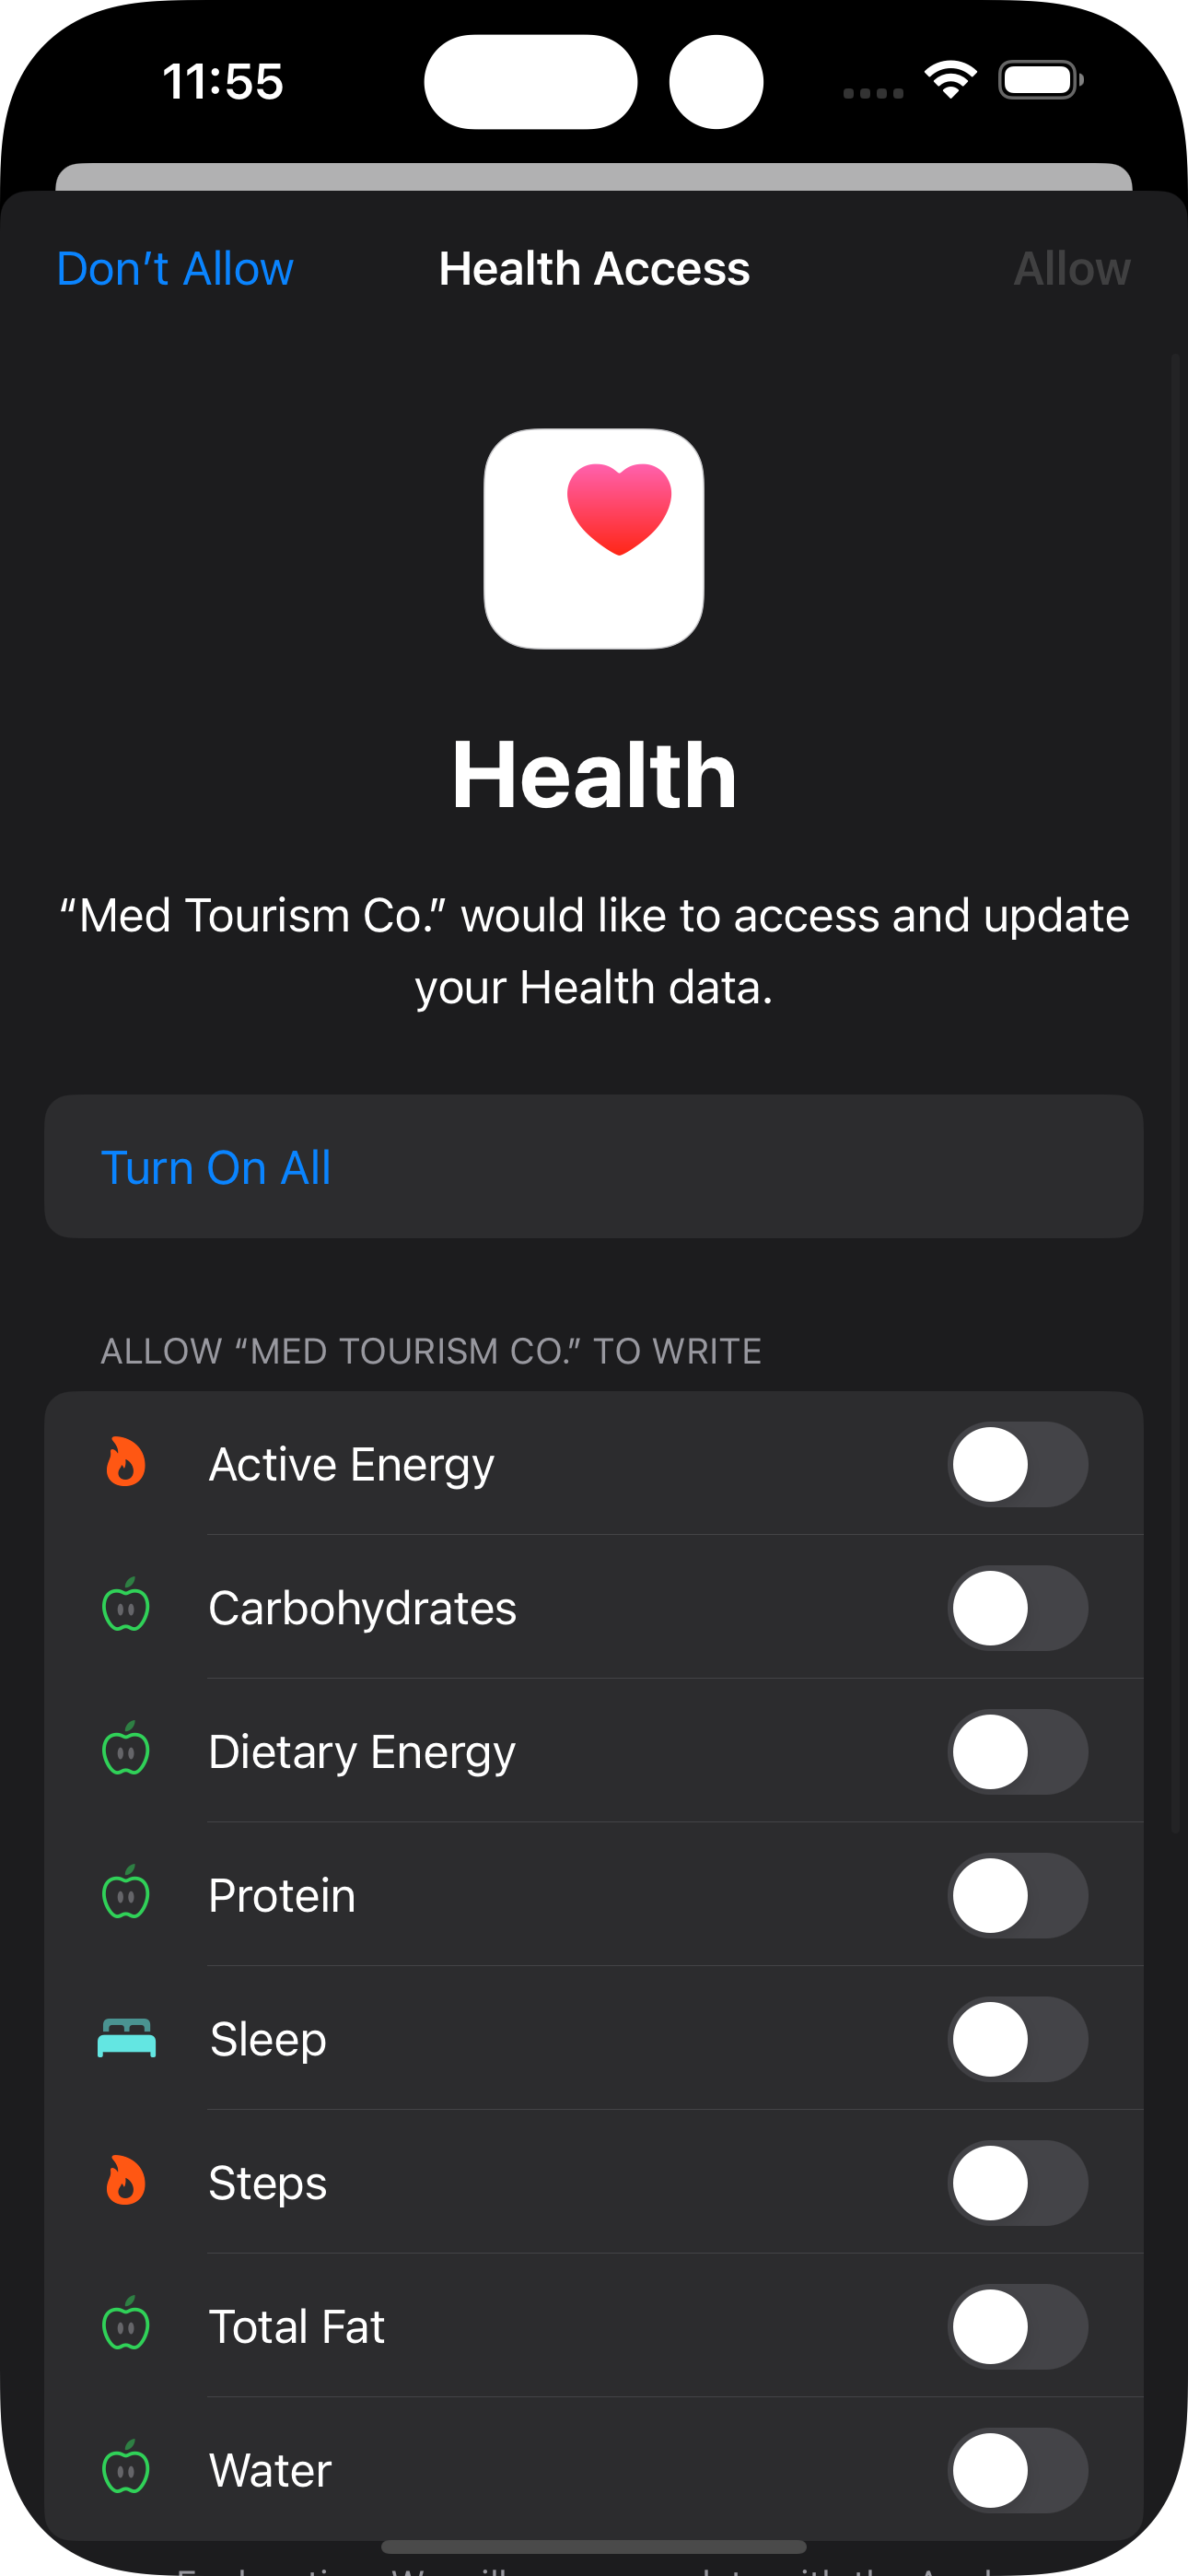 11:55
Don’t Allow
Health Access
Allow
Health
“Med Tourism Co.” would like to access and update
your Health data.
Turn On All
ALLOW “MED TOURISM CO.” TO WRITE
Active Energy
Carbohydrates
Dietary Energy
Protein
Sleep
Steps
Total Fat
Water